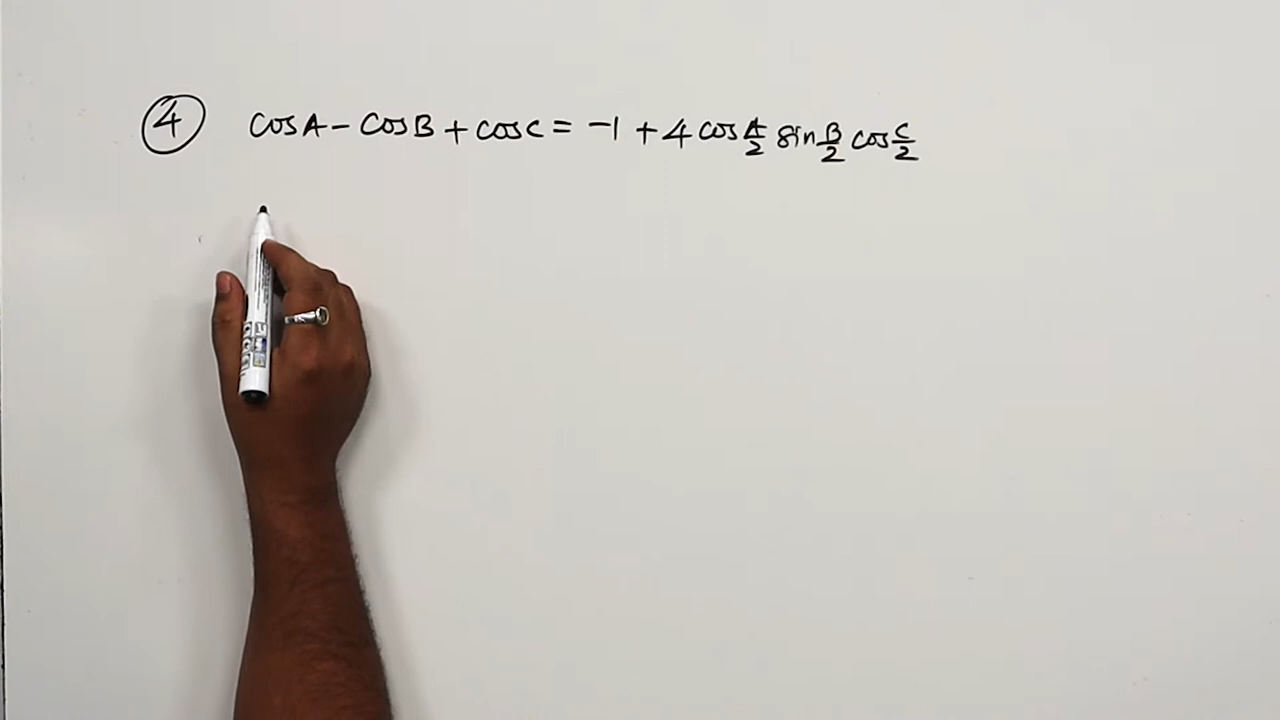 ④ cosA - cosB + cosC = -1 + 4 cos A/2 sin B/2 cos C/2